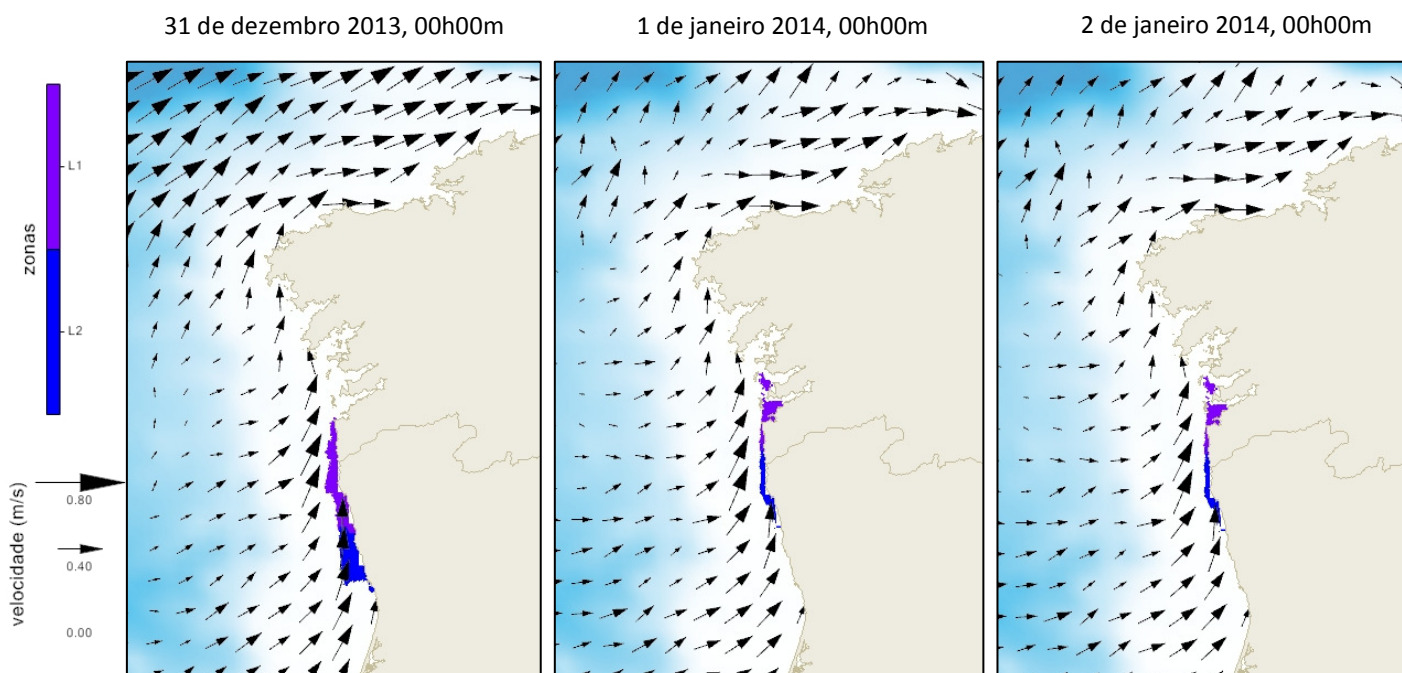 31 de dezembro 2013, 00h00m
1 de janeiro 2014, 00h00m
2 de janeiro 2014, 00h00m
zonas
L1
L2
velocidade (m/s)
0.80
0.40
0.00